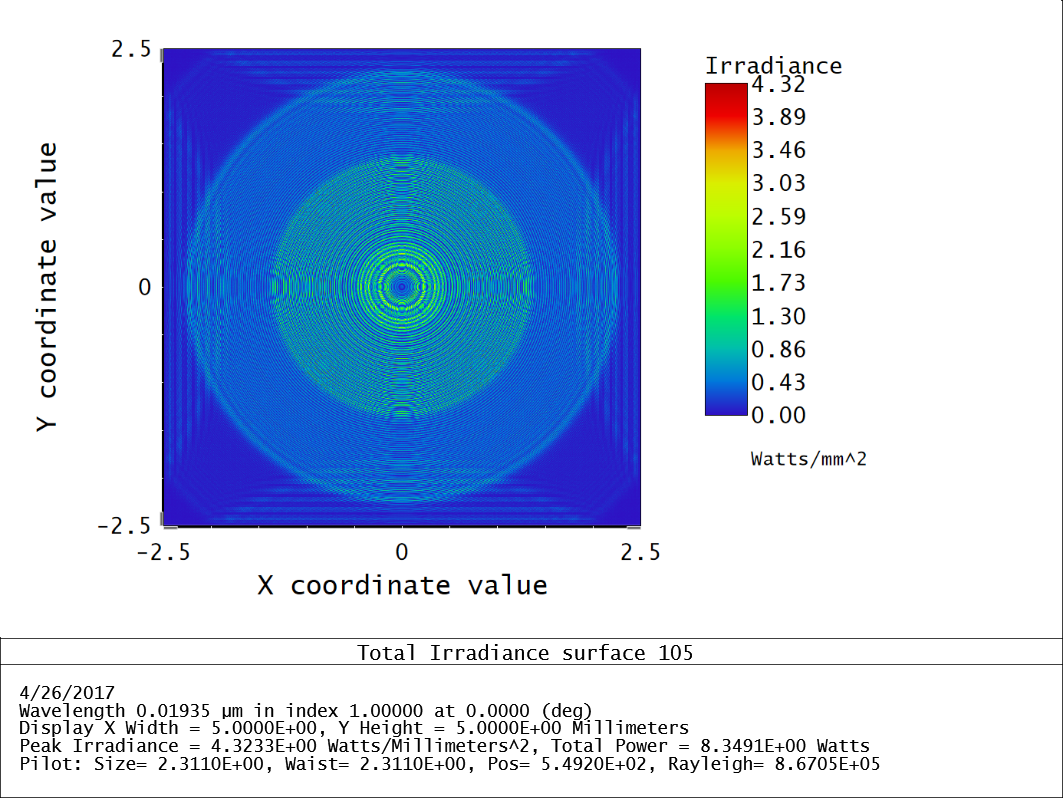 2.5
0
-2.5
-2.5 0 2.5
X coordinate value
Y coordinate value
Irradiance
4.32
3.89
3.46
3.03
2.59
2.16
1.73
1.30
0.86
0.43
0.00
Watts/mm^2
Total Irradiance surface 105
4/26/2017
Wavelength 0.01935 µm in index 1.00000 at 0.0000 (deg)
Display X Width = 5.0000E+00, Y Height = 5.0000E+00 Millimeters
Peak Irradiance = 4.3233E+00 Watts/Millimeters^2, Total Power = 8.3491E+00 Watts
Pilot: Size= 2.3110E+00, Waist= 2.3110E+00, Pos= 5.4920E+02, Rayleigh= 8.6705E+05